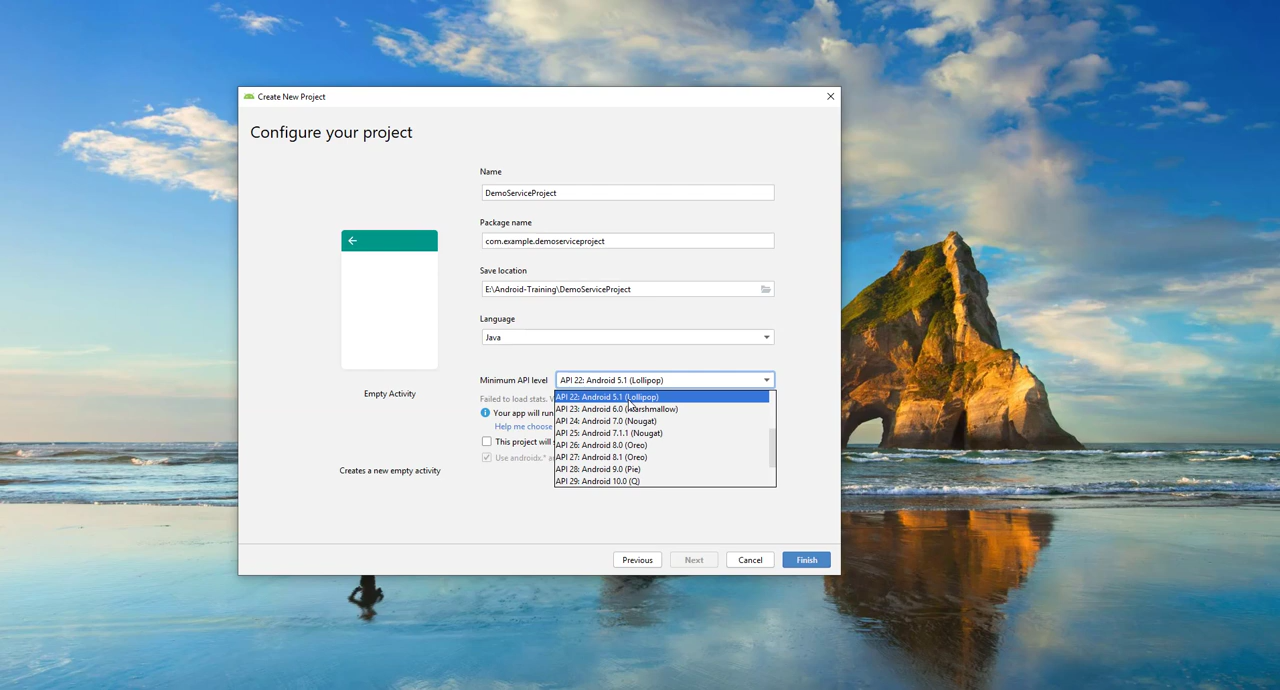 Create New Project
Configure your project
Name
DemoServiceProject
Package name
com.example.demoserviceproject
Save location
E:\Android-Training\DemoServiceProject
Language
Java
Minimum API level
API 22: Android 5.1 (Lollipop)
Failed to load stats.
API 22: Android 5.1 (Lollipop)
Your app will run
API 23: Android 6.0 (Marshmallow)
Help me choose
API 24: Android 7.0 (Nougat)
This project will
API 25: Android 7.1.1 (Nougat)
Use androidx.*
API 26: Android 8.0 (Oreo)
API 27: Android 8.1 (Oreo)
API 28: Android 9.0 (Pie)
API 29: Android 10.0 (Q)
Empty Activity
Creates a new empty activity
Previous
Next
Cancel
Finish